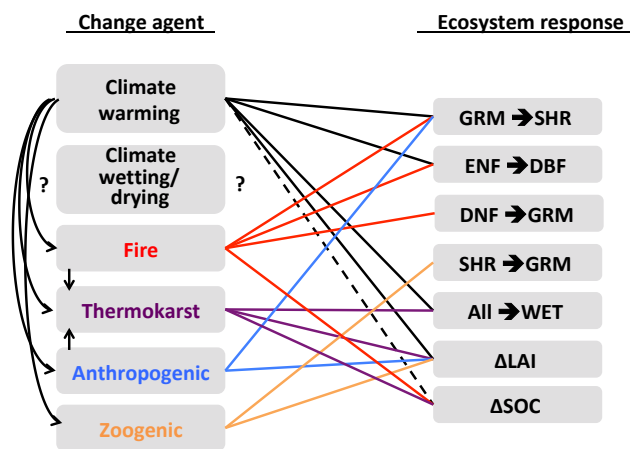 Change agent
Ecosystem response
Climate
warming
?
Climate
wetting/
drying
?
Fire
Thermokarst
Anthropogenic
Zoogenic
GRM ➔SHR
ENF ➔DBF
DNF ➔GRM
SHR ➔GRM
All ➔WET
ΔLAI
ΔSOC